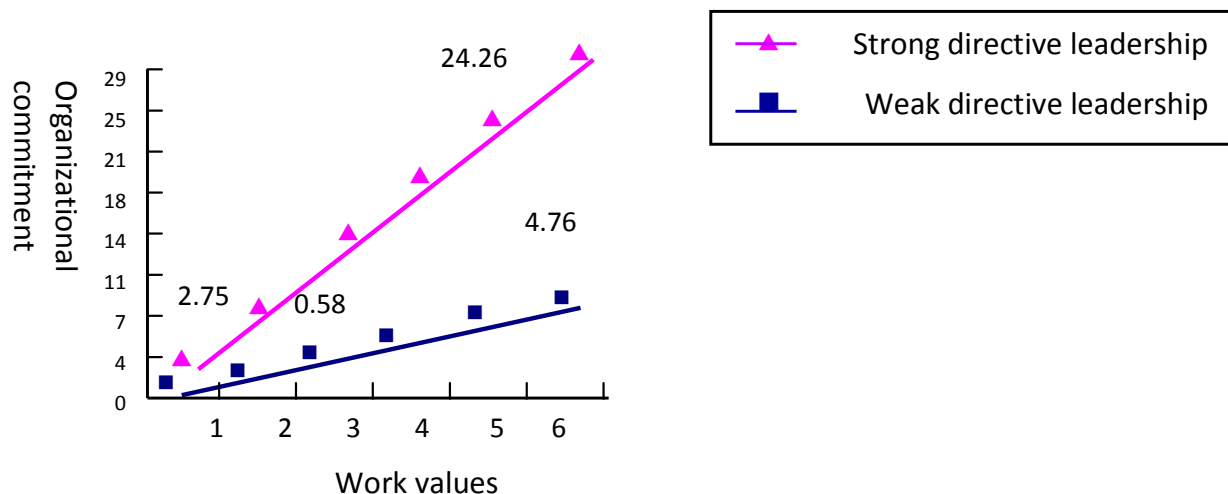 Strong directive leadership
Weak directive leadership
Organizational
commitment
29
25
21
18
14
11
7
4
0
24.26
4.76
2.75
0.58
1 2 3 4 5 6
Work values